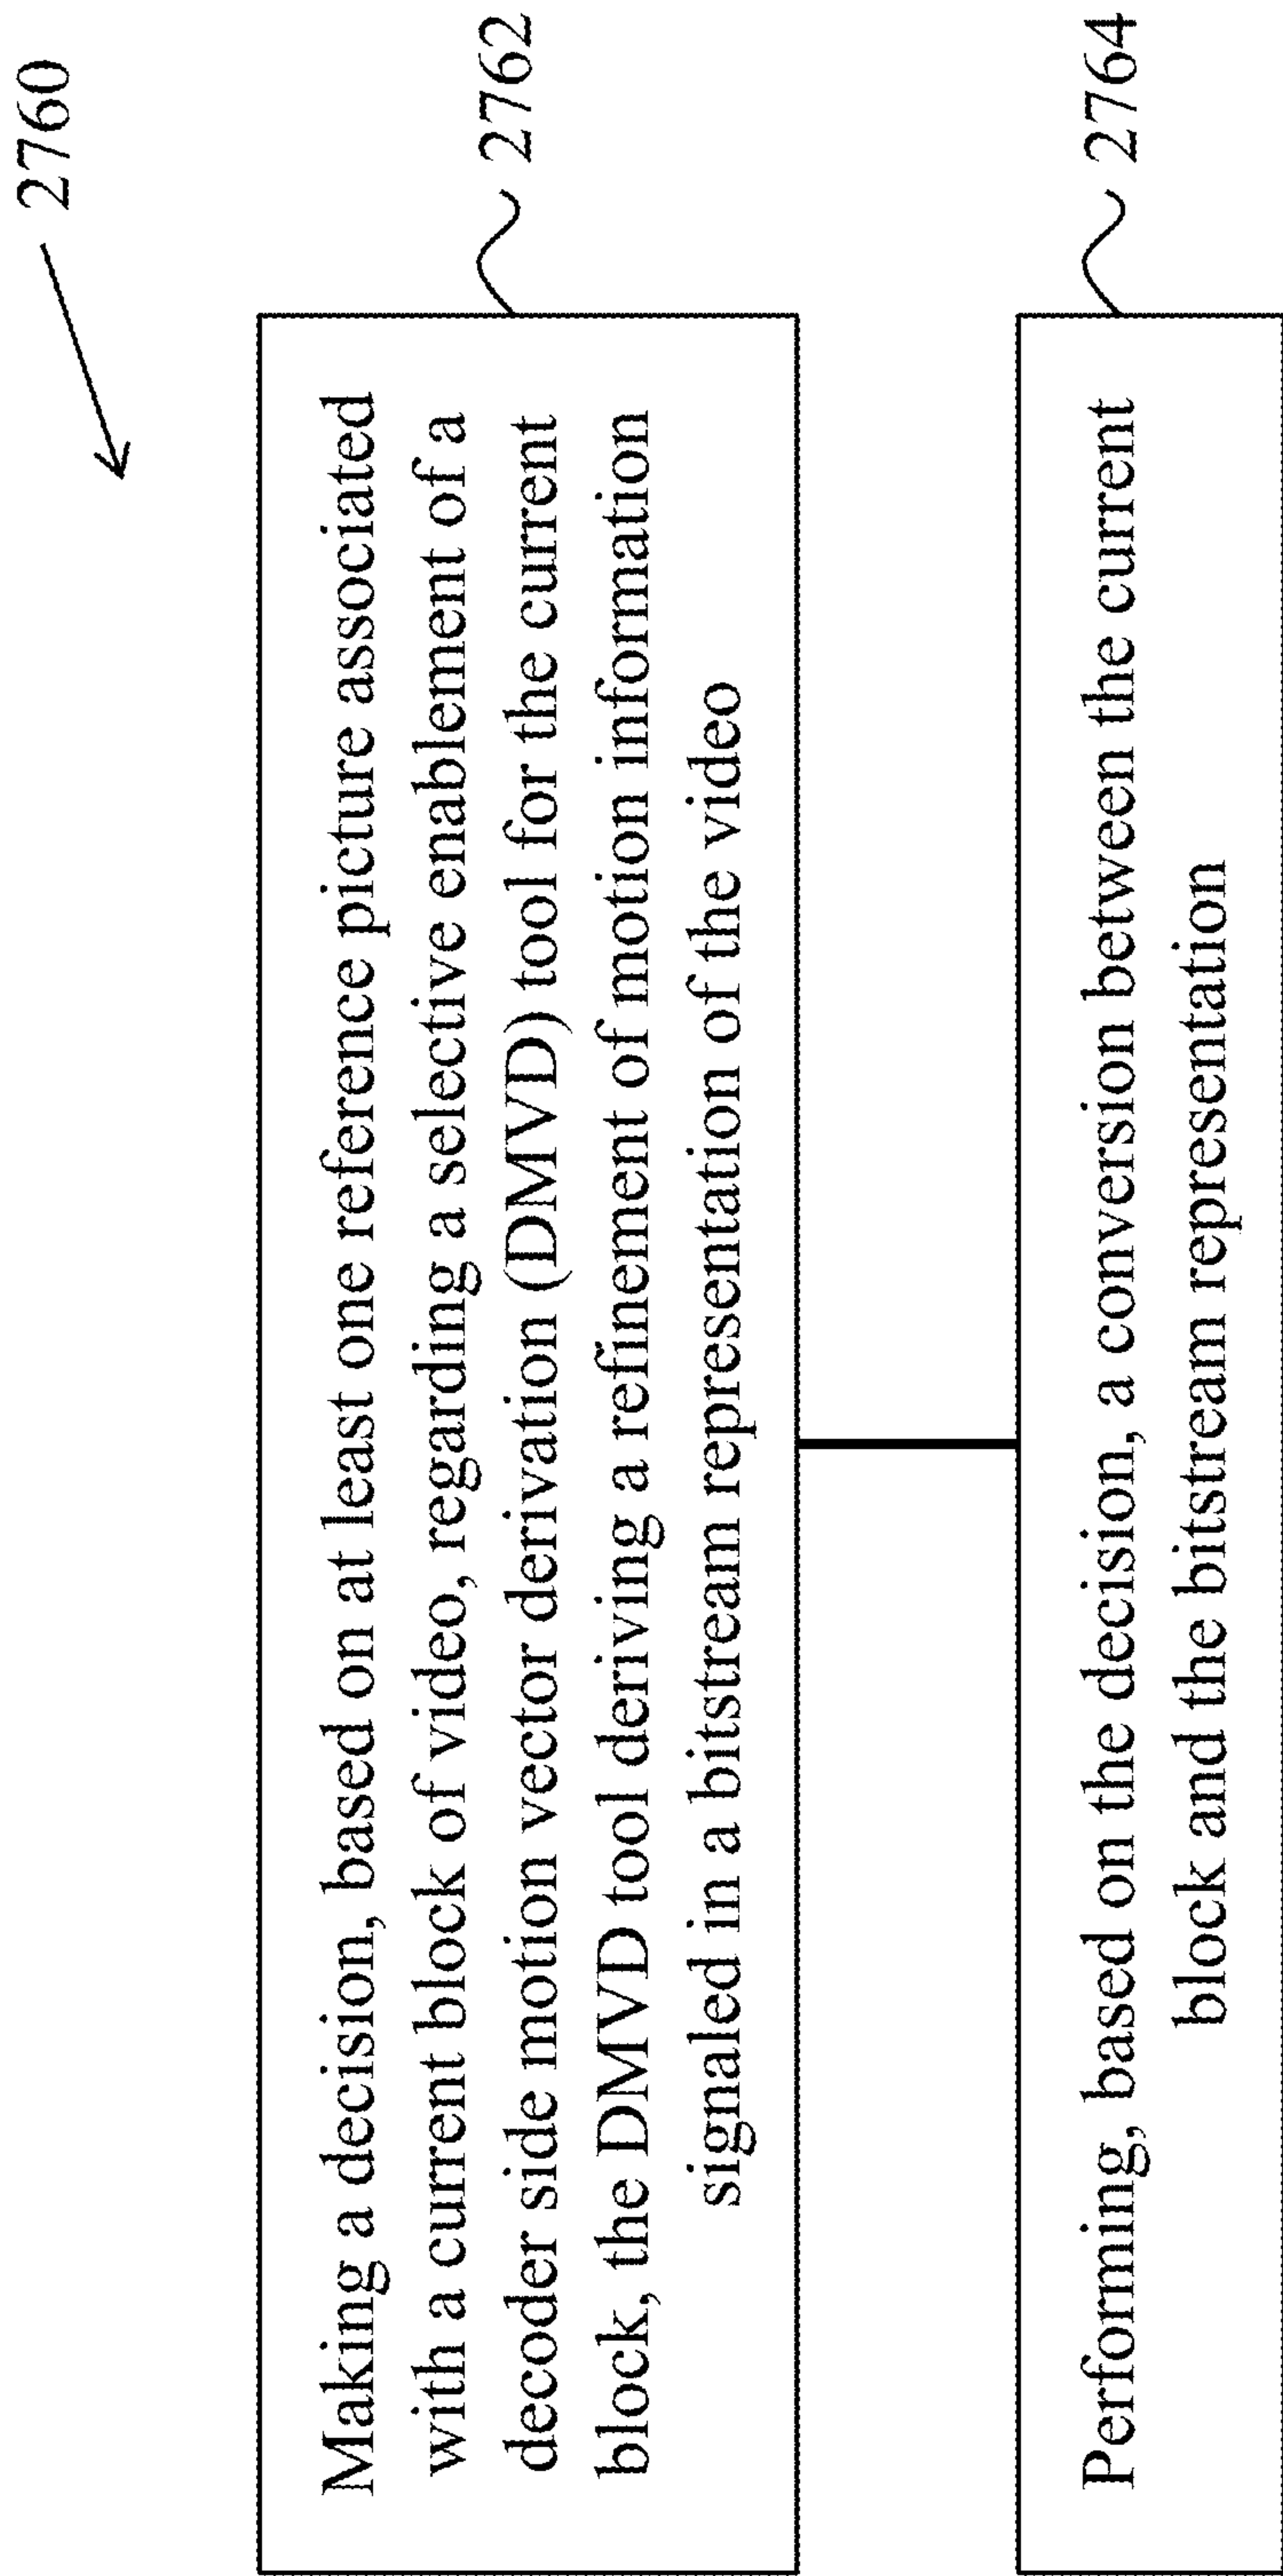 2760
Making a decision, based on at least one reference picture associated
with a current block of video, regarding a selective enablement of a
decoder side motion vector derivation (DMVD) tool for the current
block, the DMVD tool deriving a refinement of motion information
signaled in a bitstream representation of the video
2762
Performing, based on the decision, a conversion between the current
block and the bitstream representation
2764